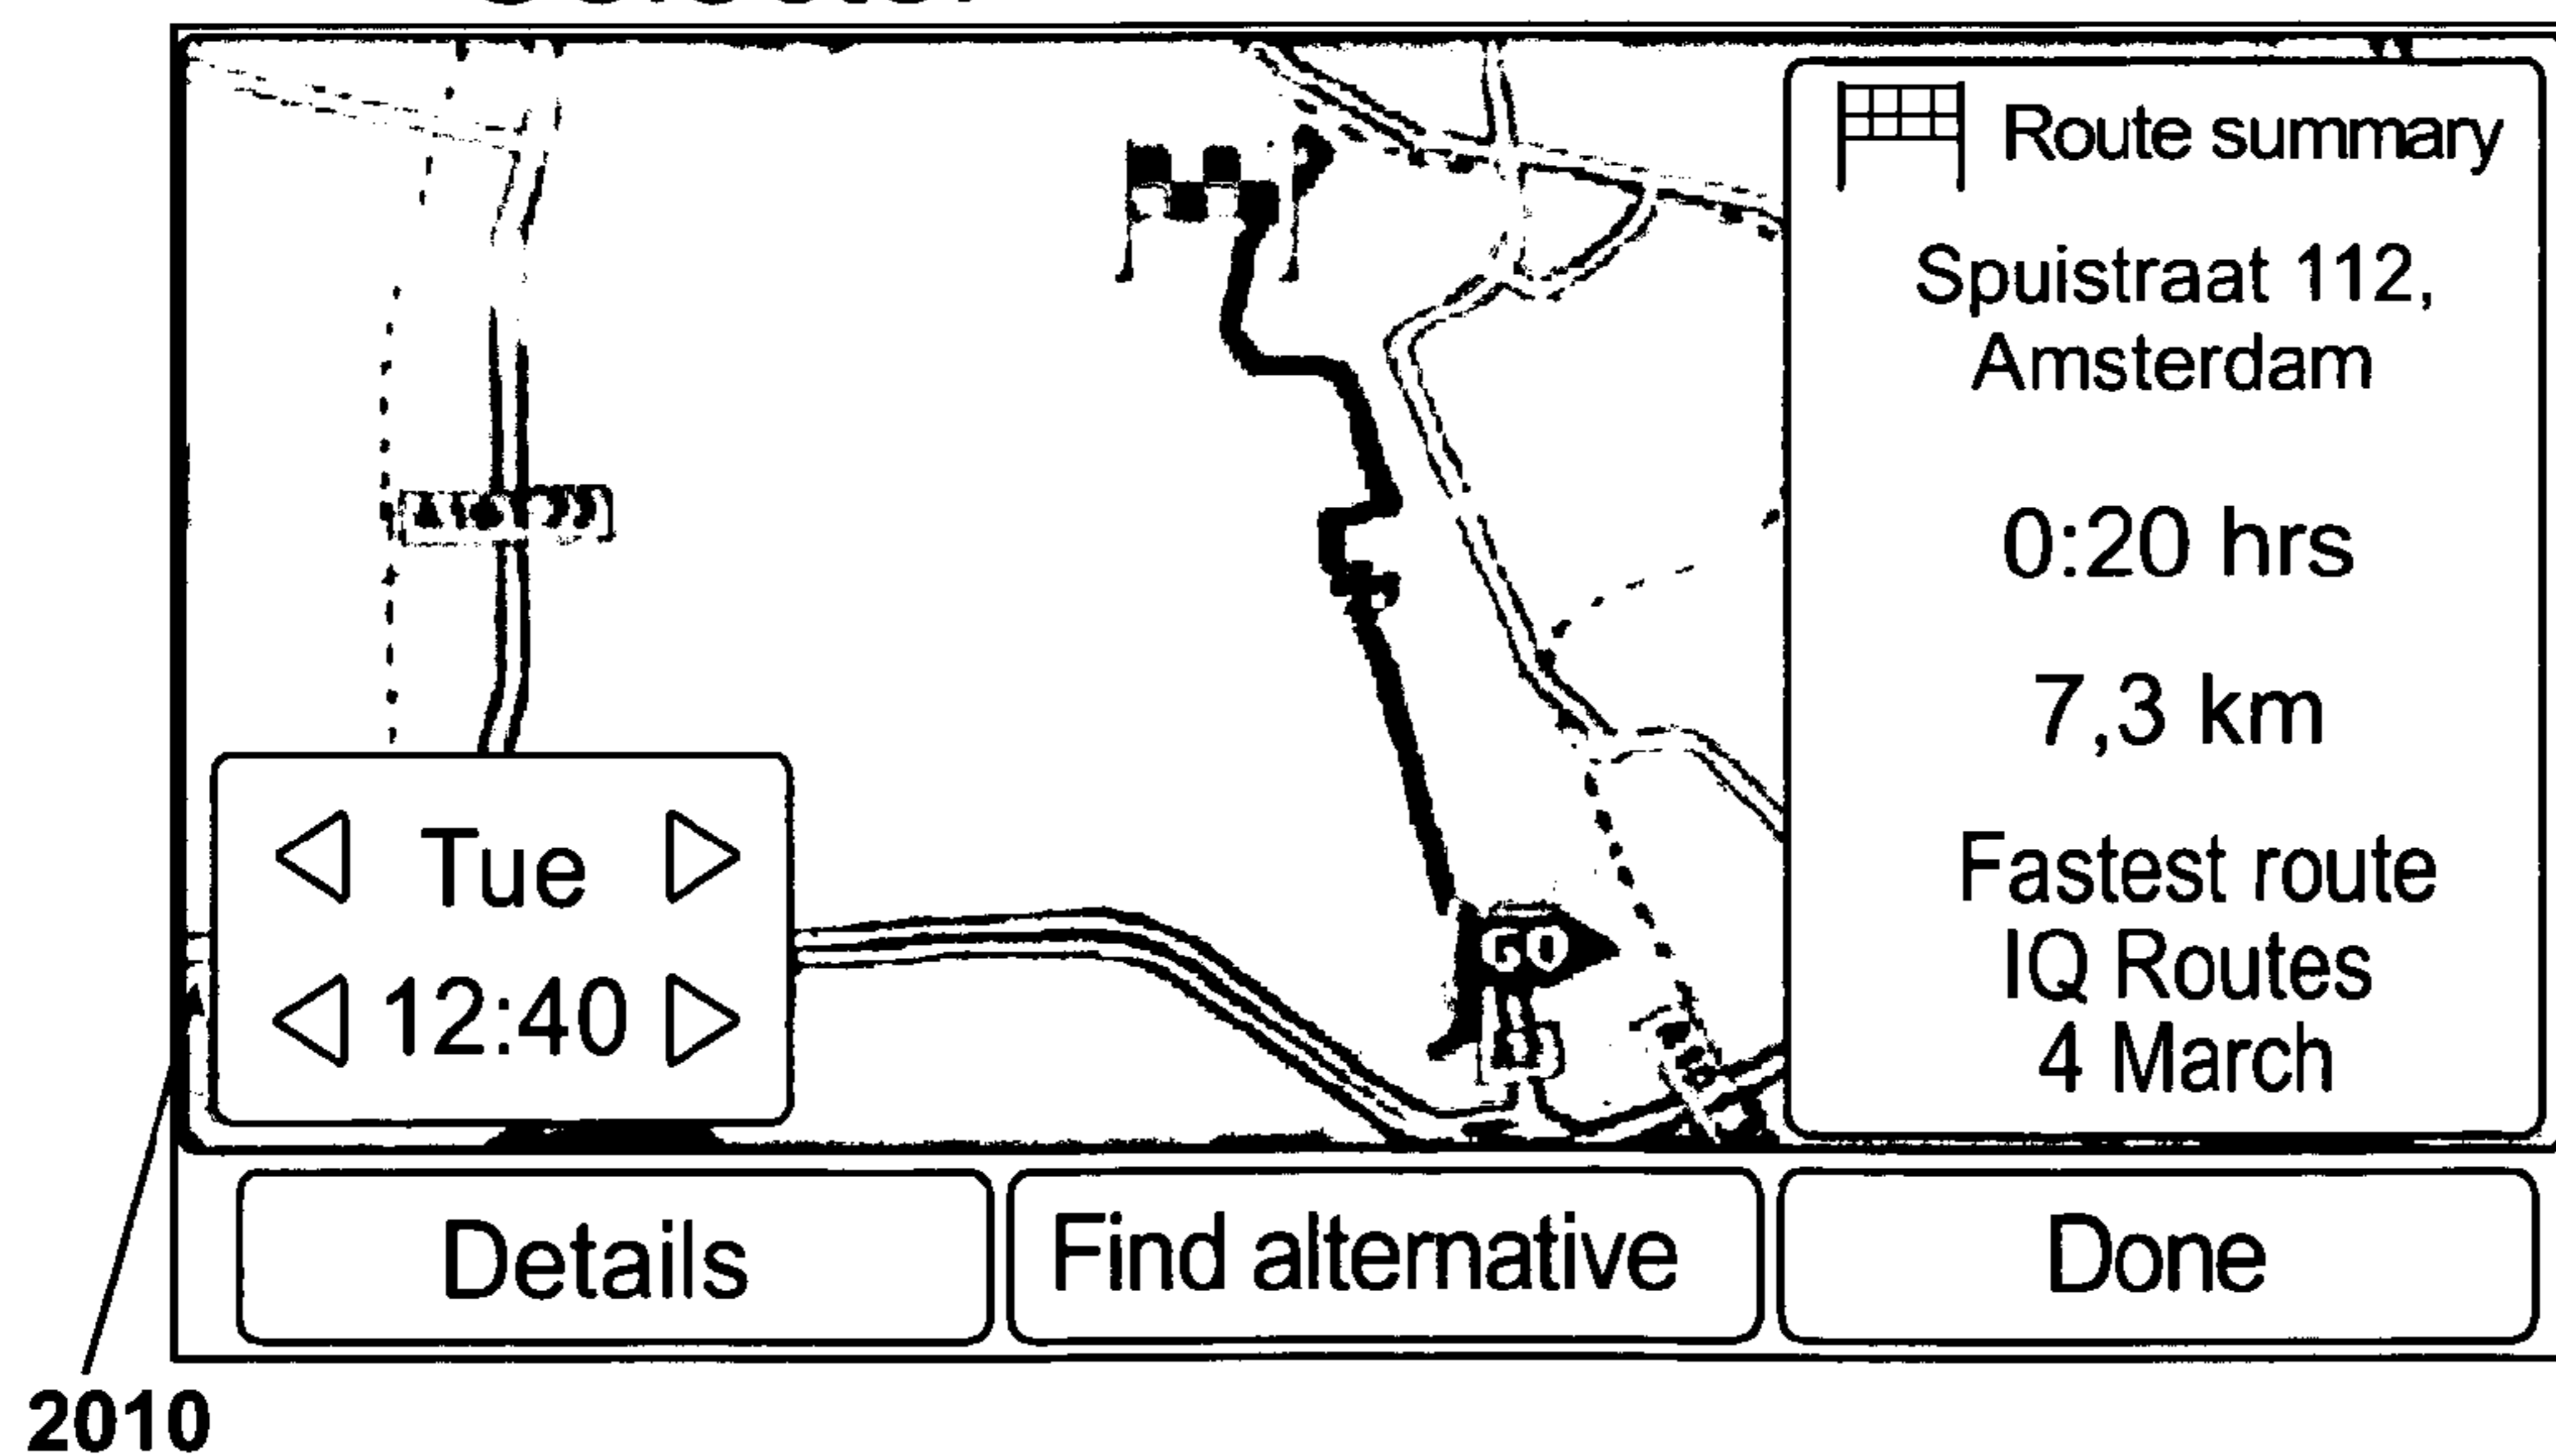 Route summary
Spuistraat 112,
Amsterdam
0:20 hrs
7,3 km
Fastest route
IQ Routes
4 March
GO
Tue
12:40
Details
Find alternative
Done
2010